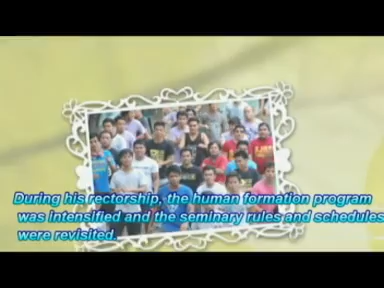 During his rectorship, the human formation program
was intensified and the seminary rules and schedules
were revisited.